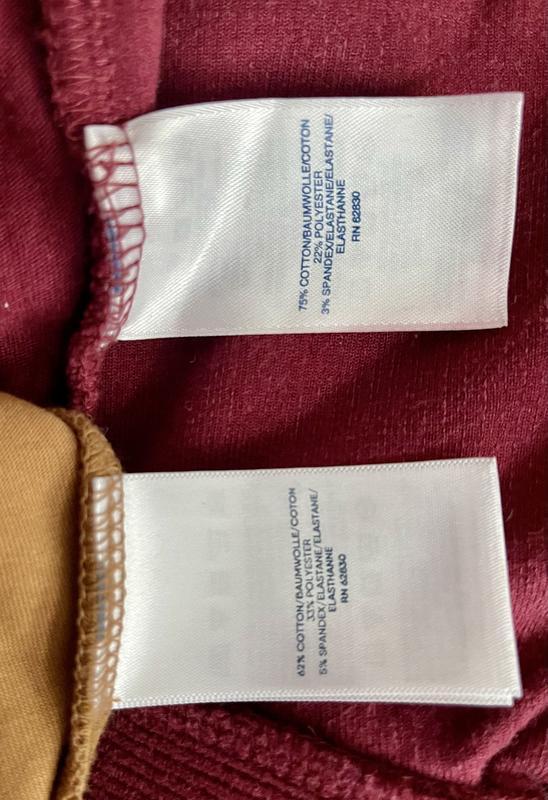 75% COTTON/BAUMWOLLE/COTON
22% POLYESTER
3% SPANDEX/ELASTANE/ELASTANE/
ELASTHANNE
RN 62830
62% COTTON/BAUMWOLLE/COTON
33% POLYESTER
5% SPANDEX/ELASTANE/ELASTANE/
ELASTHANNE
RN 62830